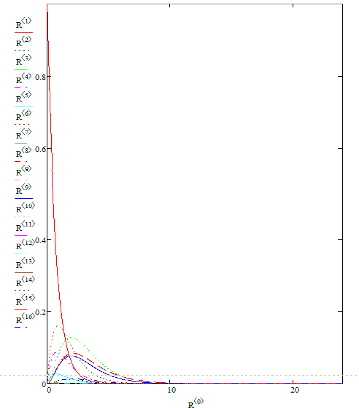 R^(1)
R^(2)
R^(3)
R^(4)
R^(5)
R^(6)
R^(7)
R^(8)
R^(9)
R^(9)
R^(10)
R^(11)
R^(12)
R^(13)
R^(14)
R^(15)
R^(16)
0.8
0.6
0.4
0.2
0
0 10 20
R^(0)